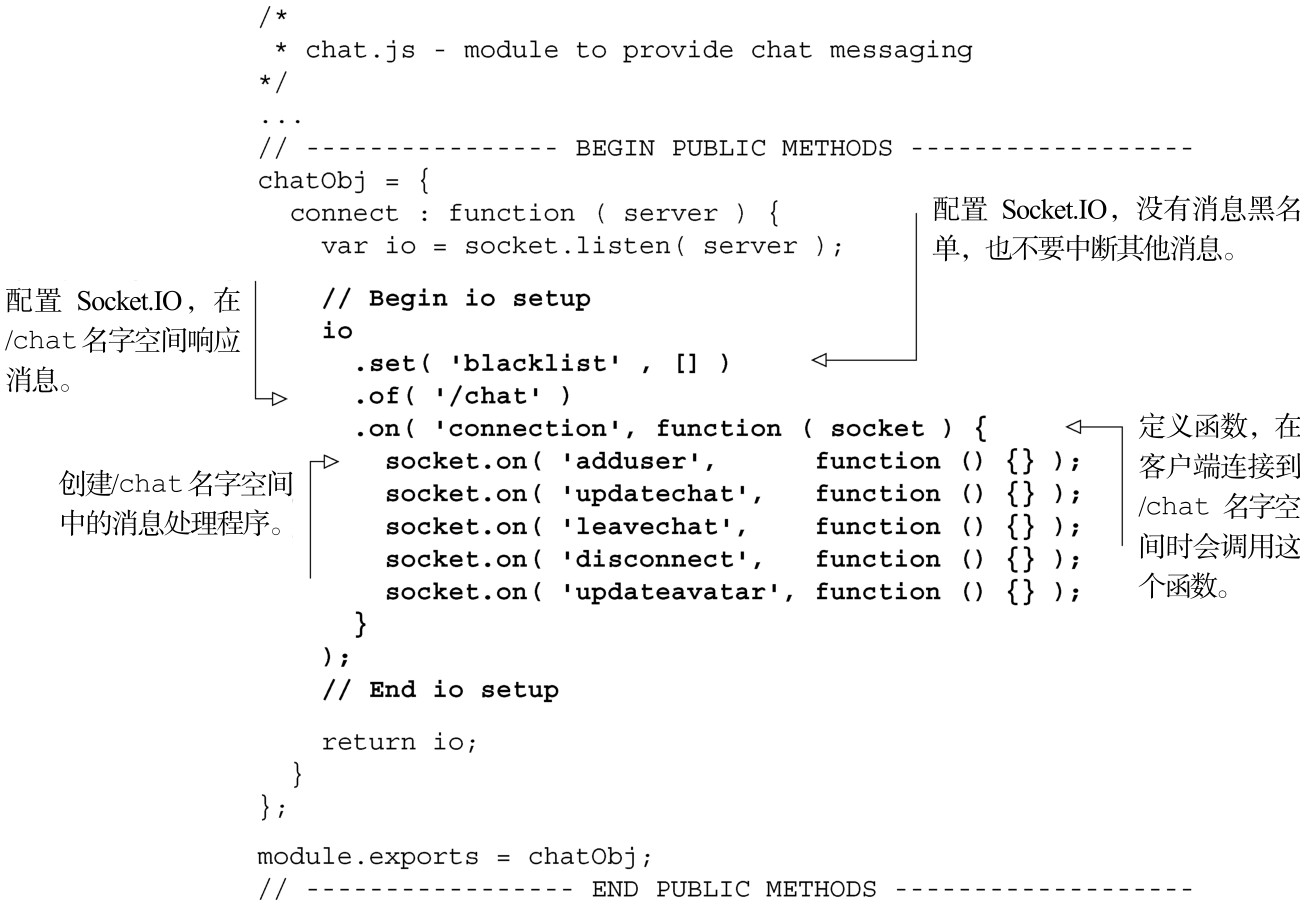 /*
 * chat.js - module to provide chat messaging
*/
...
// ---------------- BEGIN PUBLIC METHODS ------------------
chatObj = {
  connect : function ( server ) {
    var io = socket.listen( server );
配置 Socket.IO，没有消息黑名
单，也不要中断其他消息。
配置 Socket.IO，在
/chat 名字空间响应
消息。
    // Begin io setup
    io
      .set( 'blacklist' , [] )
      .of( '/chat' )
      .on( 'connection', function ( socket ) {
        socket.on( 'adduser',      function () {} );
        socket.on( 'updatechat',   function () {} );
        socket.on( 'leavechat',    function () {} );
        socket.on( 'disconnect',   function () {} );
        socket.on( 'updateavatar', function () {} );
      }
    );
    // End io setup
创建/chat 名字空间
中的消息处理程序。
定义函数，在
客户端连接到
/chat 名字空
间时会调用这
个函数。
    return io;
  }
};
module.exports = chatObj;
// ----------------- END PUBLIC METHODS -------------------